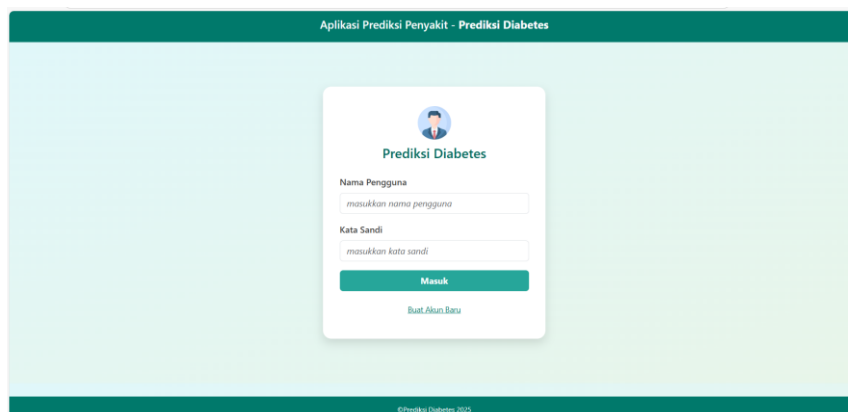 Aplikasi Prediksi Penyakit - Prediksi Diabetes
Prediksi Diabetes
Nama Pengguna
masukkan nama pengguna
Kata Sandi
masukkan kata sandi
Masuk
Buat Akun Baru
©Prediksi Diabetes 2025